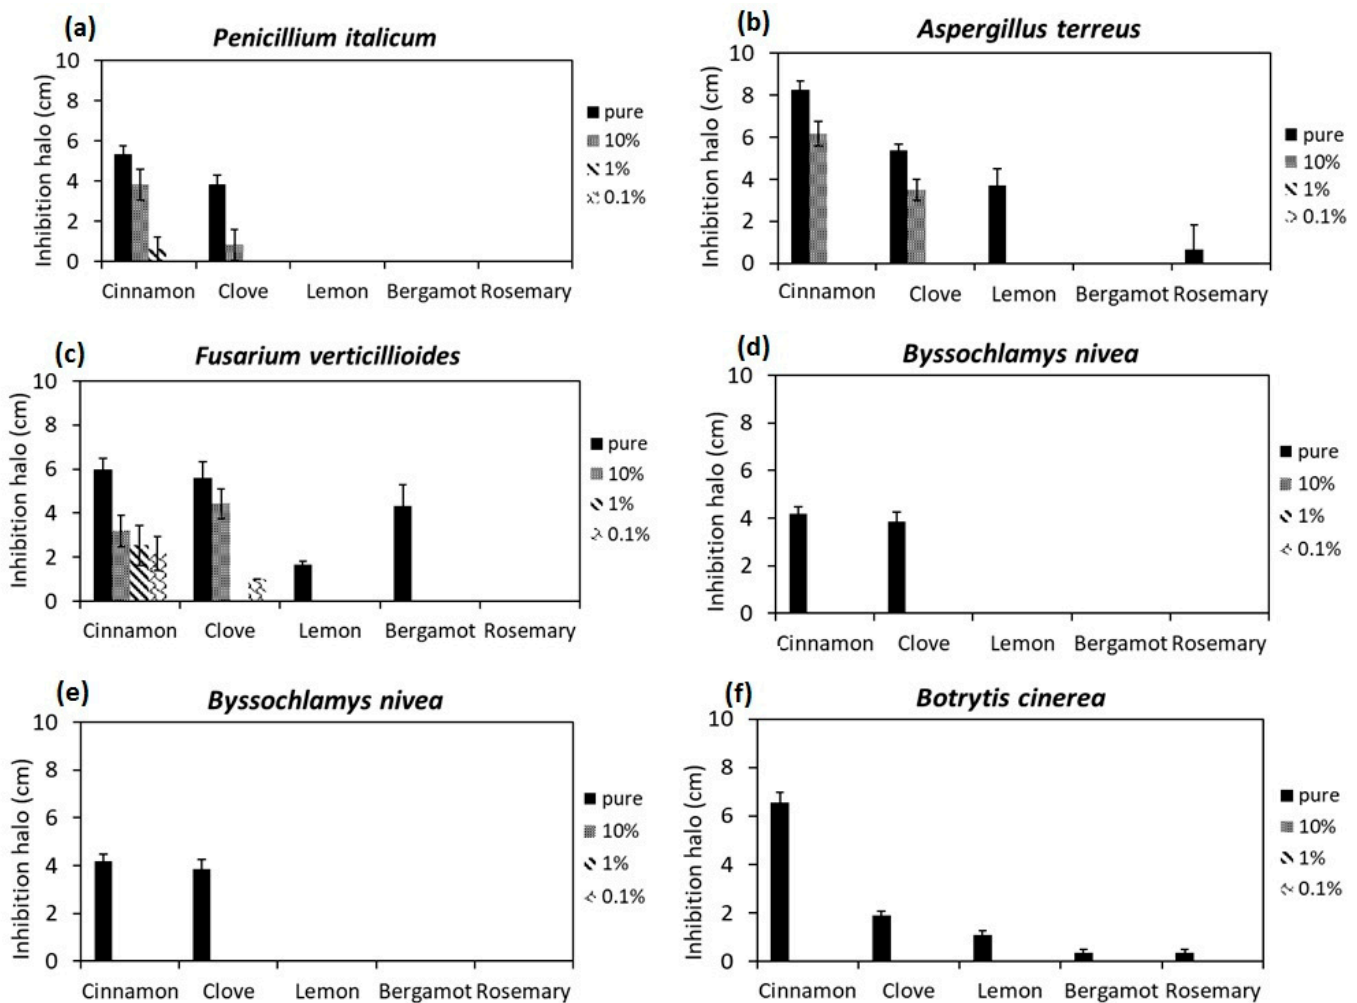 (a)
Penicillium italicum
Inhibition halo (cm)
10
8
6
4
2
0
Cinnamon Clove Lemon Bergamot Rosemary
pure
10%
1%
0.1%
(b)
Aspergillus terreus
Inhibition halo (cm)
10
8
6
4
2
0
Cinnamon Clove Lemon Bergamot Rosemary
pure
10%
1%
0.1%
(c)
Fusarium verticillioides
Inhibition halo (cm)
10
8
6
4
2
0
Cinnamon Clove Lemon Bergamot Rosemary
pure
10%
1%
0.1%
(d)
Byssochlamys nivea
Inhibition halo (cm)
10
8
6
4
2
0
Cinnamon Clove Lemon Bergamot Rosemary
pure
10%
1%
0.1%
(e)
Byssochlamys nivea
Inhibition halo (cm)
10
8
6
4
2
0
Cinnamon Clove Lemon Bergamot Rosemary
pure
10%
1%
0.1%
(f)
Botrytis cinerea
Inhibition halo (cm)
10
8
6
4
2
0
Cinnamon Clove Lemon Bergamot Rosemary
pure
10%
1%
0.1%